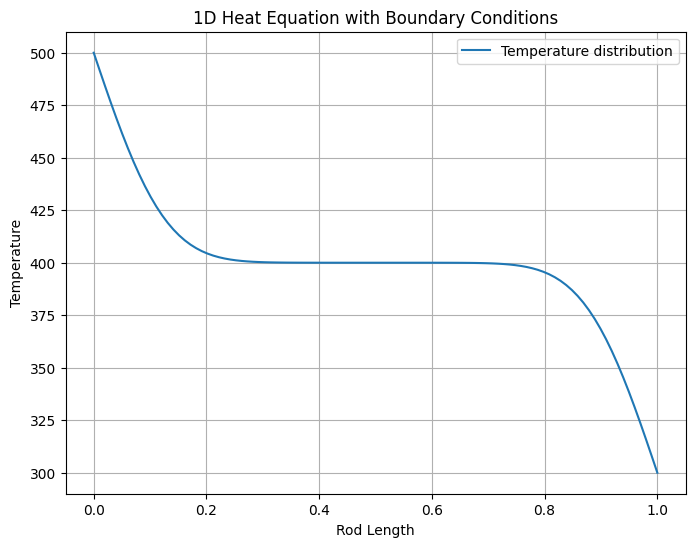 1D Heat Equation with Boundary Conditions
Temperature distribution
Temperature
500
475
450
425
400
375
350
325
300
0.0 0.2 0.4 0.6 0.8 1.0
Rod Length